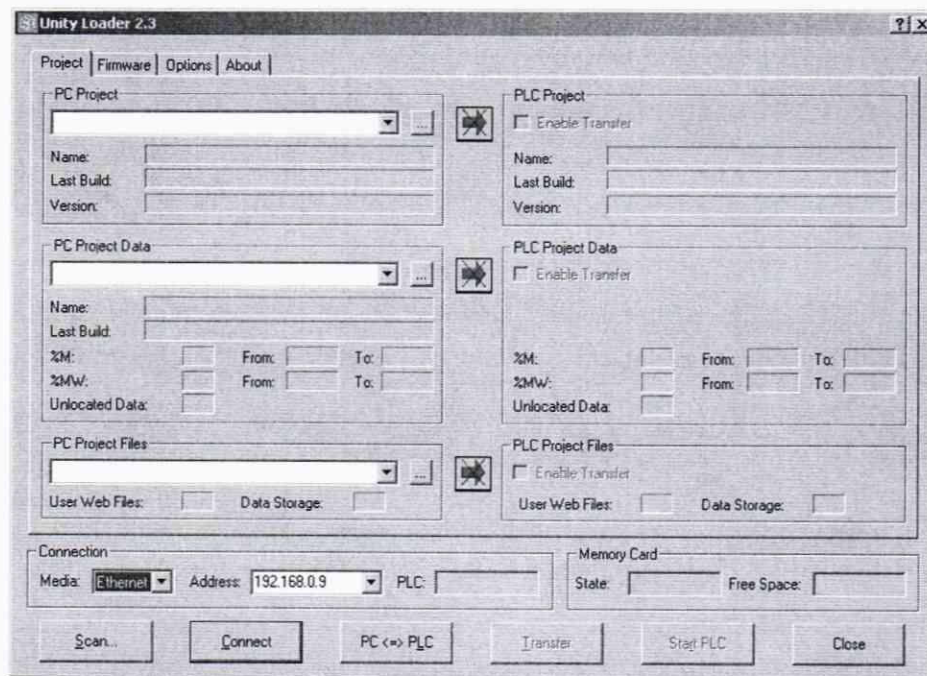 Unity Loader 2.3
Project Firmware Options About
PC Project
...
Name:
Last Build:
Version:
PLC Project
Enable Transfer
Name:
Last Build:
Version:
PC Project Data
...
Name:
Last Build:
%M: From: To:
%MW: From: To:
Unlocated Data:
PLC Project Data
Enable Transfer
%M: From: To:
%MW: From: To:
Unlocated Data:
PC Project Files
...
User Web Files: Data Storage:
PLC Project Files
Enable Transfer
User Web Files: Data Storage:
Connection
Media: Ethernet Address: 192.168.0.9 PLC:
Memory Card
State: Free Space:
Scan... Connect PC <=> PLC Transfer Start PLC Close